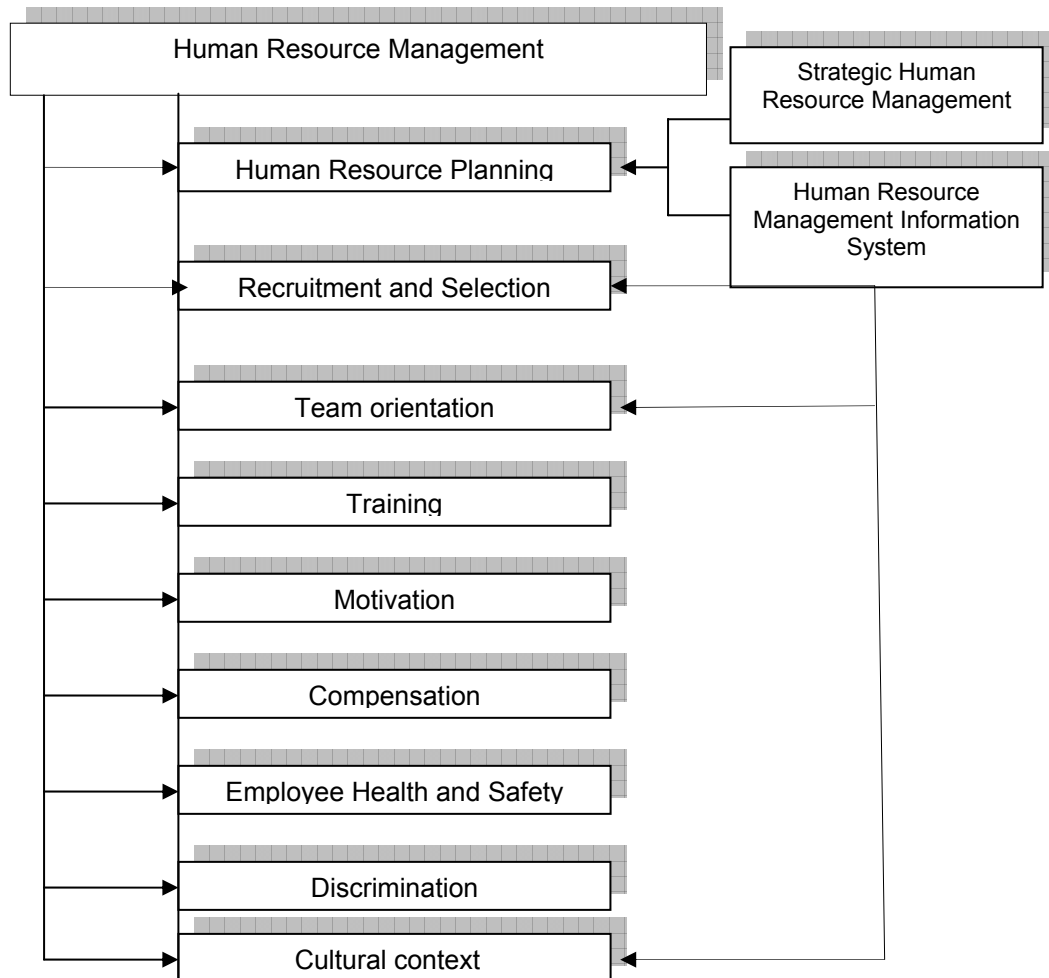 Human Resource Management
Strategic Human
Resource Management
Human Resource Planning
Human Resource
Management Information
System
Recruitment and Selection
Team orientation
Training
Motivation
Compensation
Employee Health and Safety
Discrimination
Cultural context